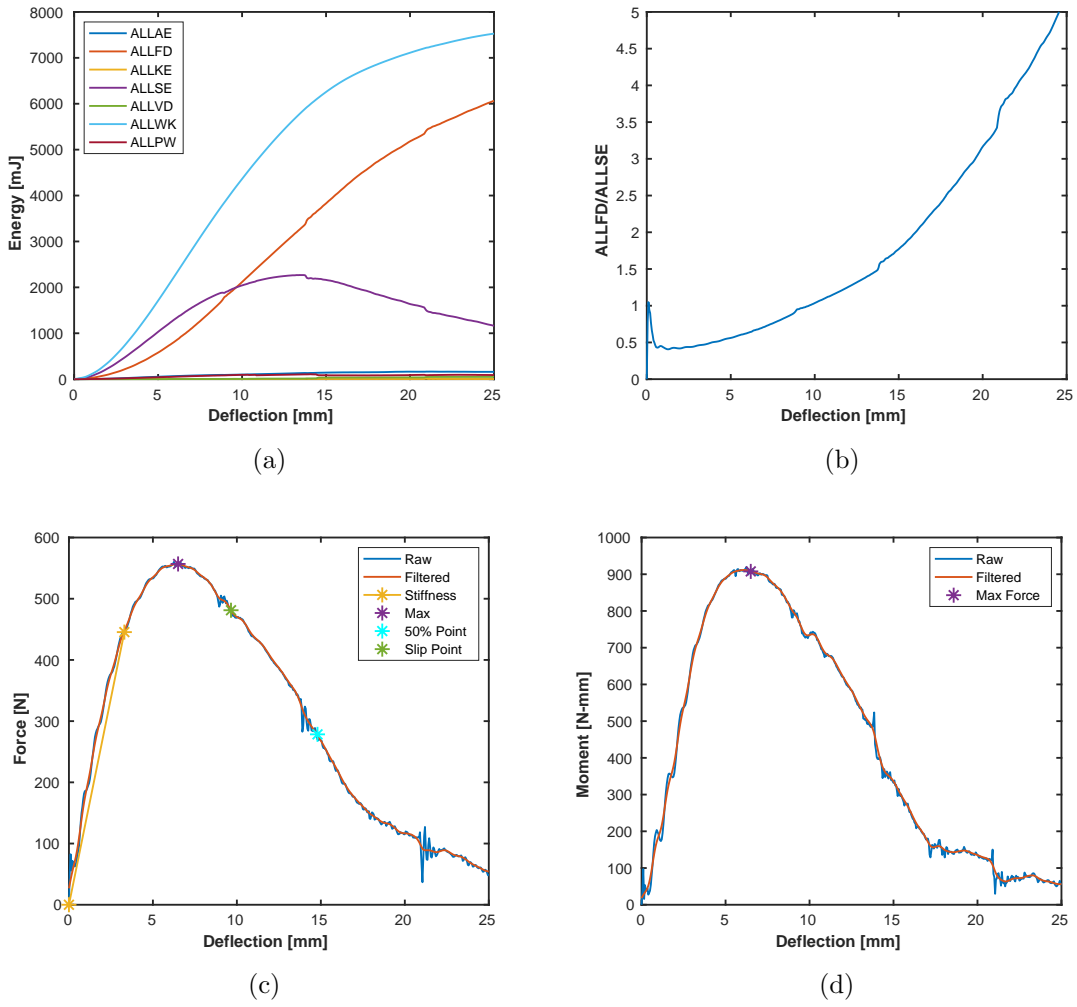 8000
7000
6000
5000
4000
3000
2000
1000
0
ALLAE
ALLFD
ALLKE
ALLSE
ALLVD
ALLWK
ALLPW
Energy [mJ]
0 5 10 15 20 25
Deflection [mm]
(a)
5
4.5
4
3.5
3
2.5
2
1.5
1
0.5
0
ALLFD/ALLSE
0 5 10 15 20 25
Deflection [mm]
(b)
600
500
400
300
200
100
0
Raw
Filtered
Stiffness
Max
50% Point
Slip Point
Force [N]
0 5 10 15 20 25
Deflection [mm]
(c)
1000
900
800
700
600
500
400
300
200
100
0
Raw
Filtered
Max Force
Moment [N-mm]
0 5 10 15 20 25
Deflection [mm]
(d)